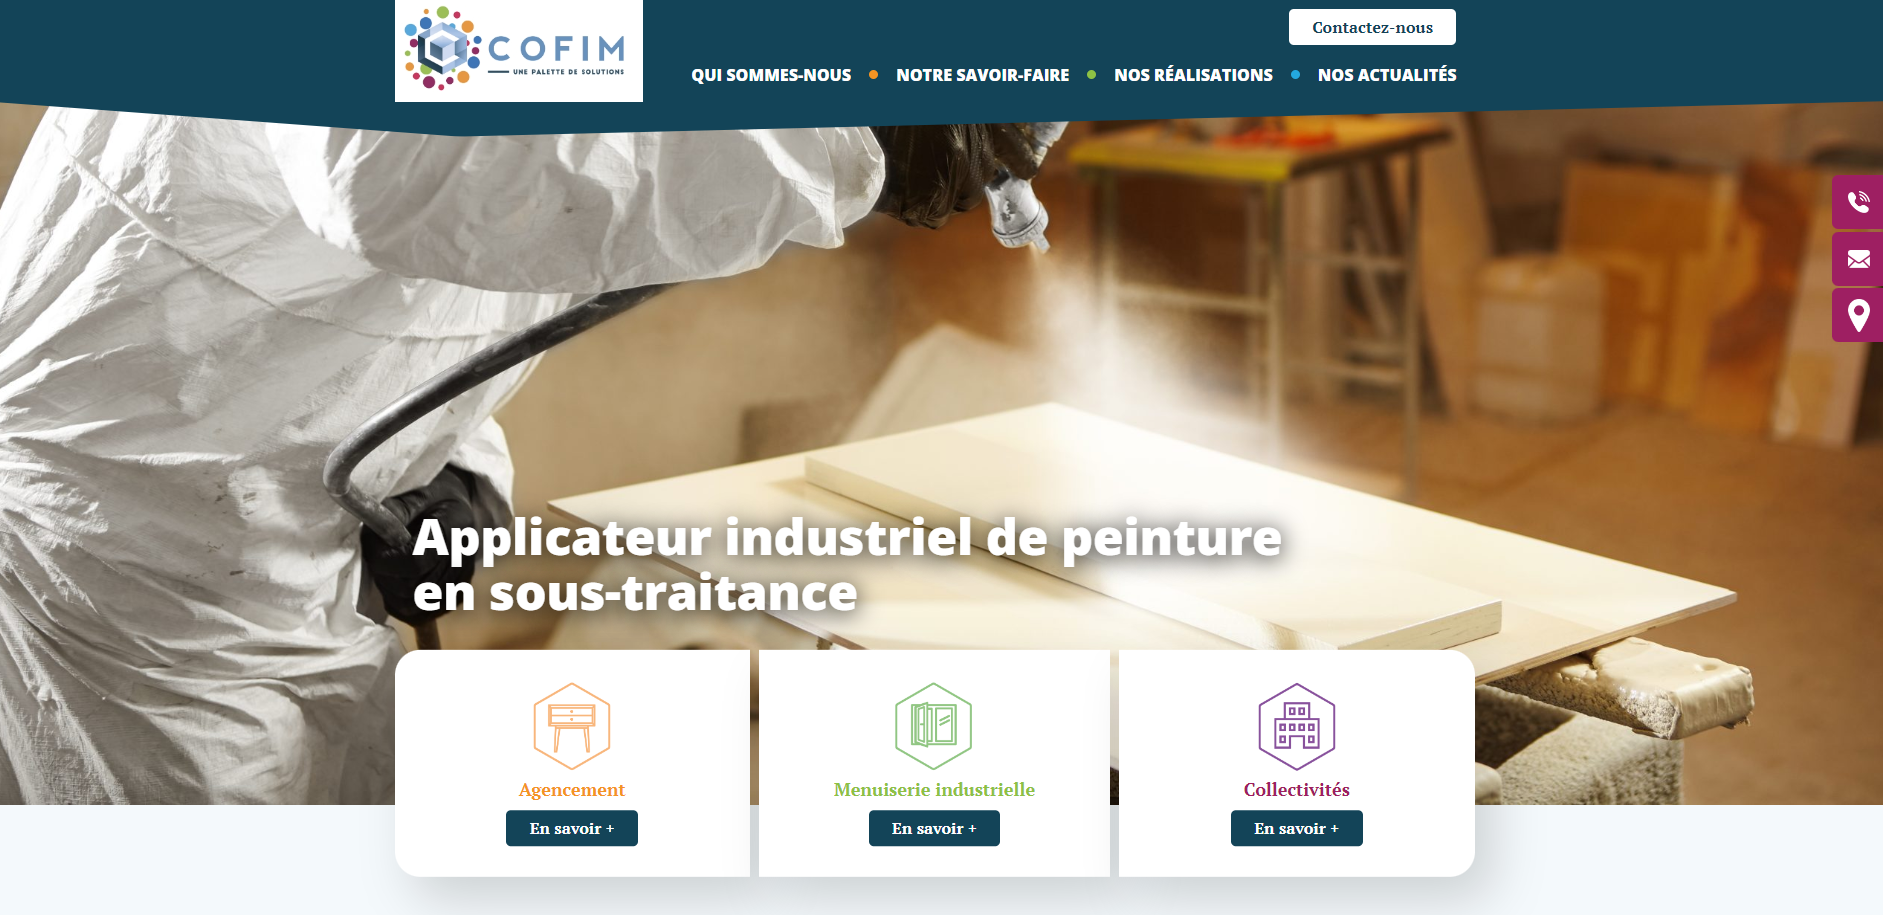 COFIM
UNE PALETTE DE SOLUTIONS
Contactez-nous
QUI SOMMES-NOUS
NOTRE SAVOIR-FAIRE
NOS RÉALISATIONS
NOS ACTUALITÉS
Applicateur industriel de peinture
en sous-traitance
Agencement
En savoir +
Menuiserie industrielle
En savoir +
Collectivités
En savoir +